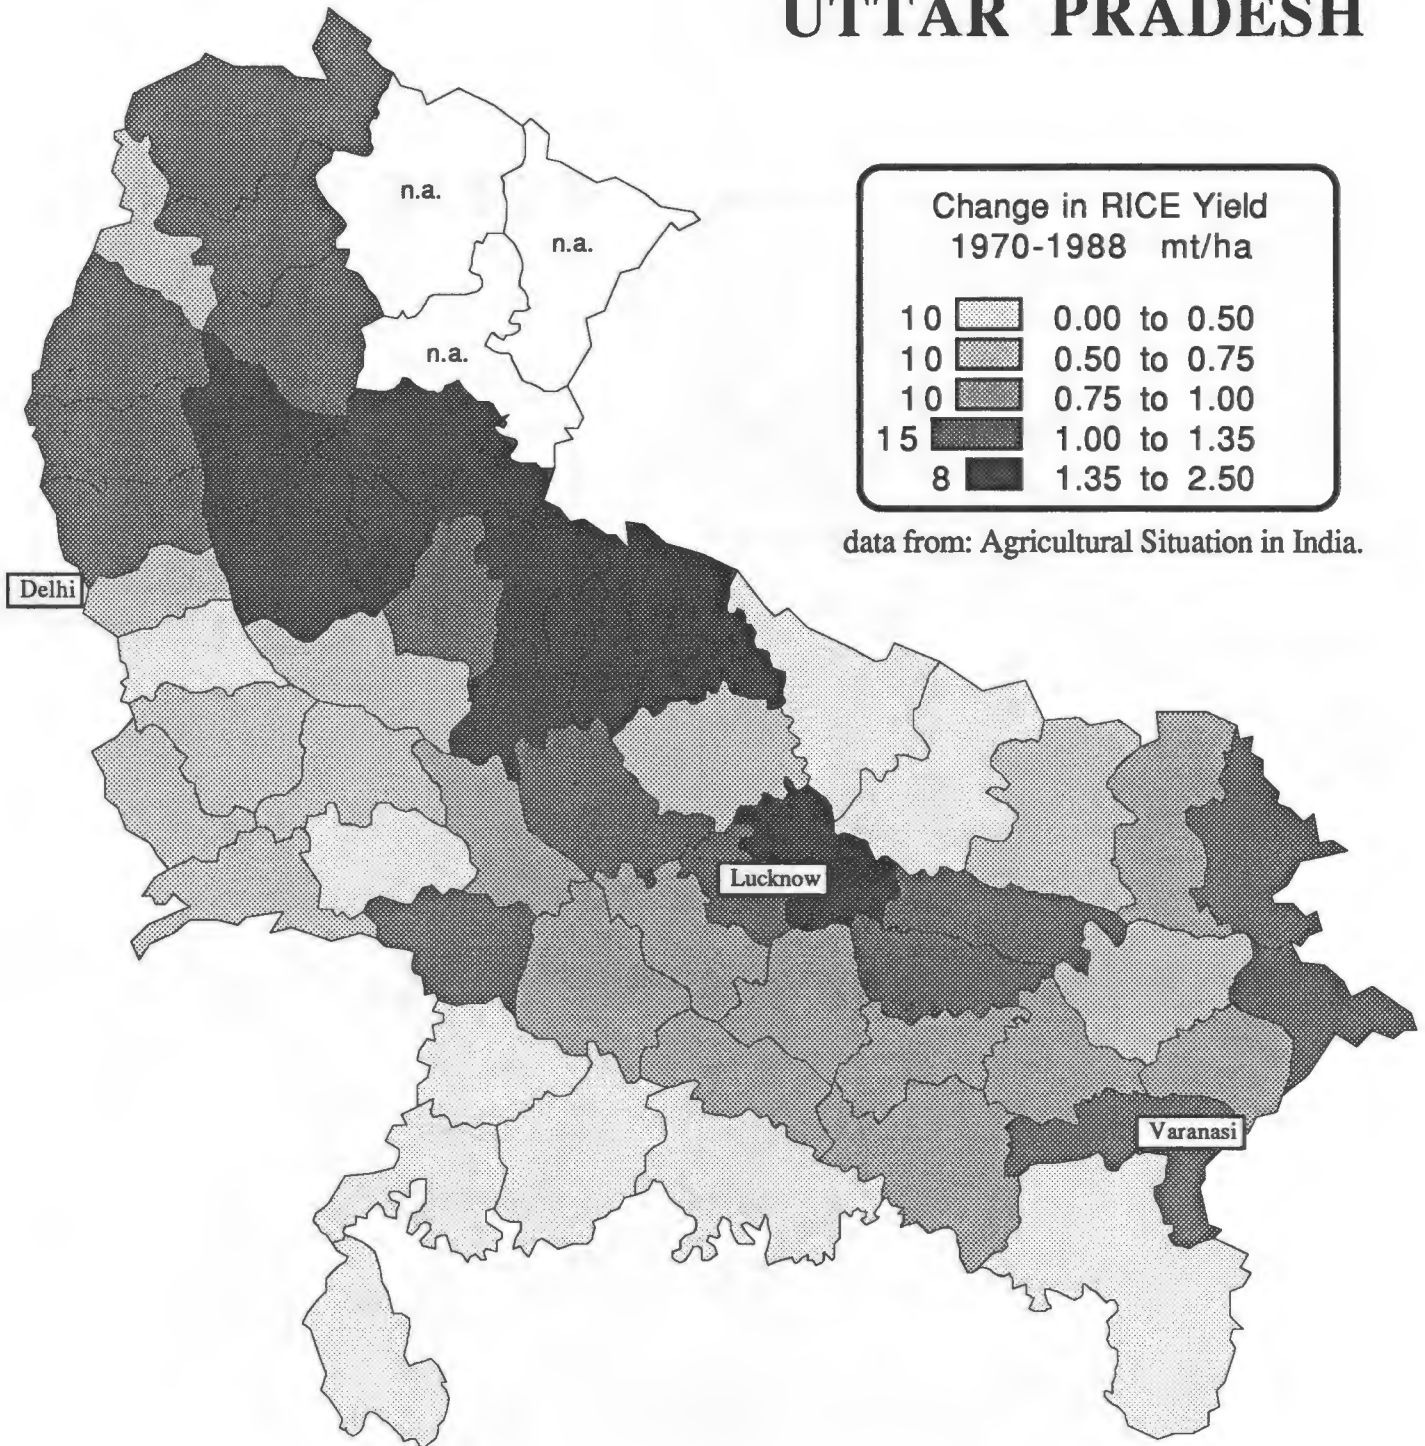 UTTAR PRADESH
n.a.
n.a.
n.a.
Change in RICE Yield
1970-1988 mt/ha
10 0.00 to 0.50
10 0.50 to 0.75
10 0.75 to 1.00
15 1.00 to 1.35
8 1.35 to 2.50
data from: Agricultural Situation in India.
Delhi
Lucknow
Varanasi